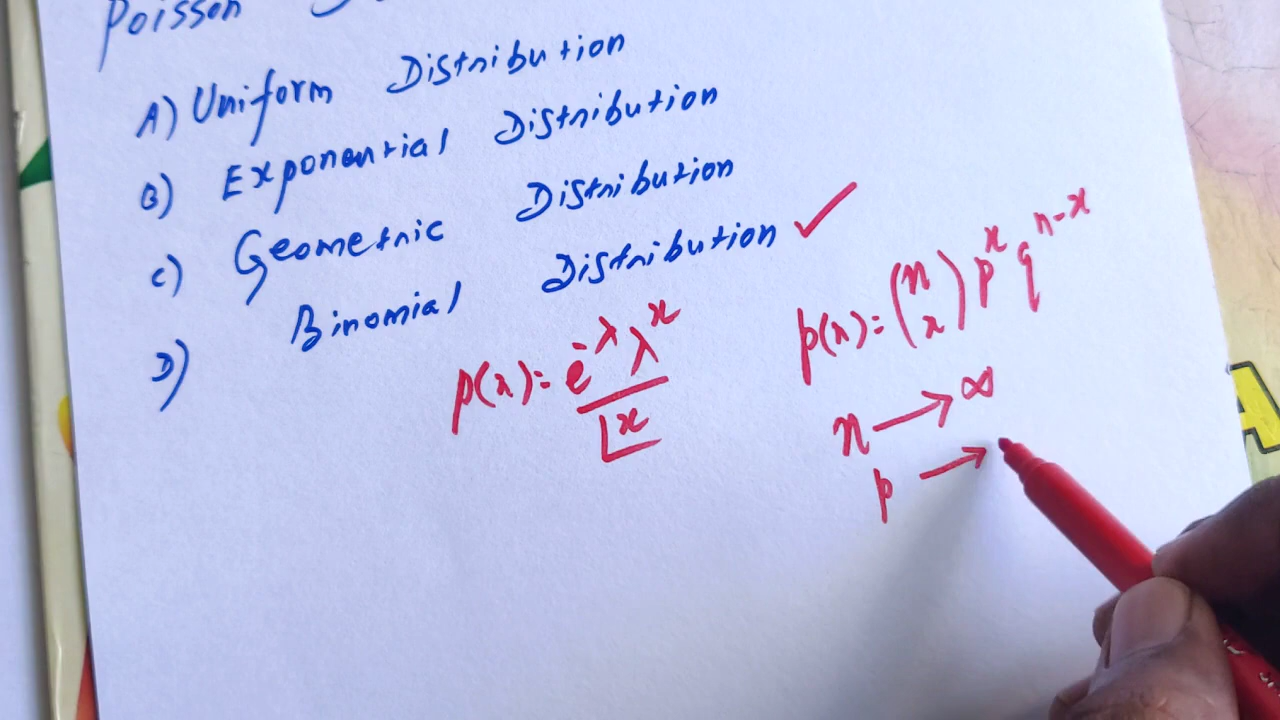 Poisson
A) Uniform Distribution
B) Exponential Distribution
C) Geometric Distribution
D) Binomial Distribution ✓
p(x) = e^-λ λ^x / ⌊x
p(x) = (n x) p^x q^n-x
n → ∞
p →
A